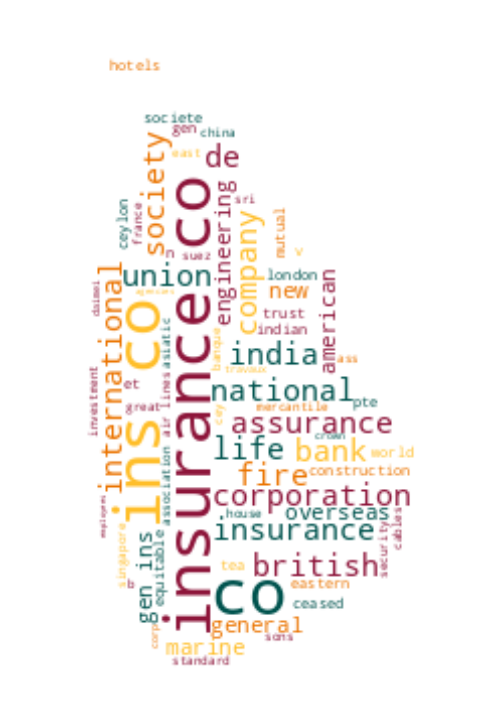 hotels
societe
gen
china
society
east
de
insurance co
engineering
sri
ceylon
france
company
mutual
n
suez
v
union
london
international
ins co
new
american
daimei
agencies
trust
indian
asiatic
banque
india
ass
travaux
investment
et
air lines
national
pte
great
cey
mercantile
assurance
crown
life
bank
world
association
fire
construction
corporation
employees
house
overseas
singapore
equitable
gen ins
insurance
security
cables
tea
british
b
co
eastern
ceased
corp
general
sons
marine
standard